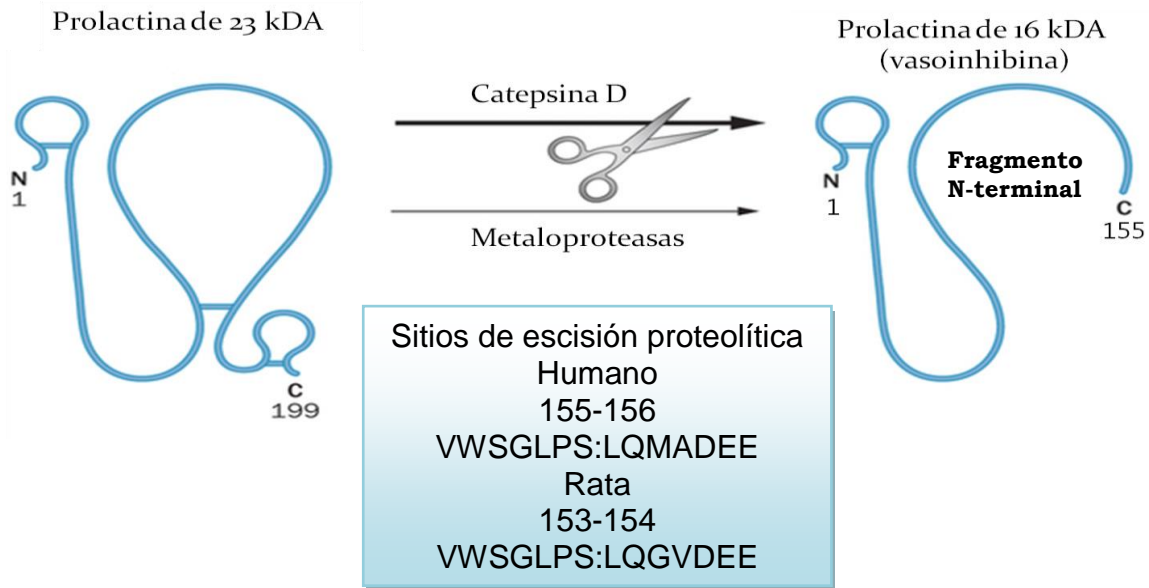 Prolactina de 23 kDA
N
1
C
199
Catepsina D
Metaloproteasas
Prolactina de 16 kDA
(vasoinhibina)
Fragmento
N-terminal
N
1
C
155
Sitios de escisión proteolítica
Humano
155-156
VWSGLPS:LQMADEE
Rata
153-154
VWSGLPS:LQGVDEE